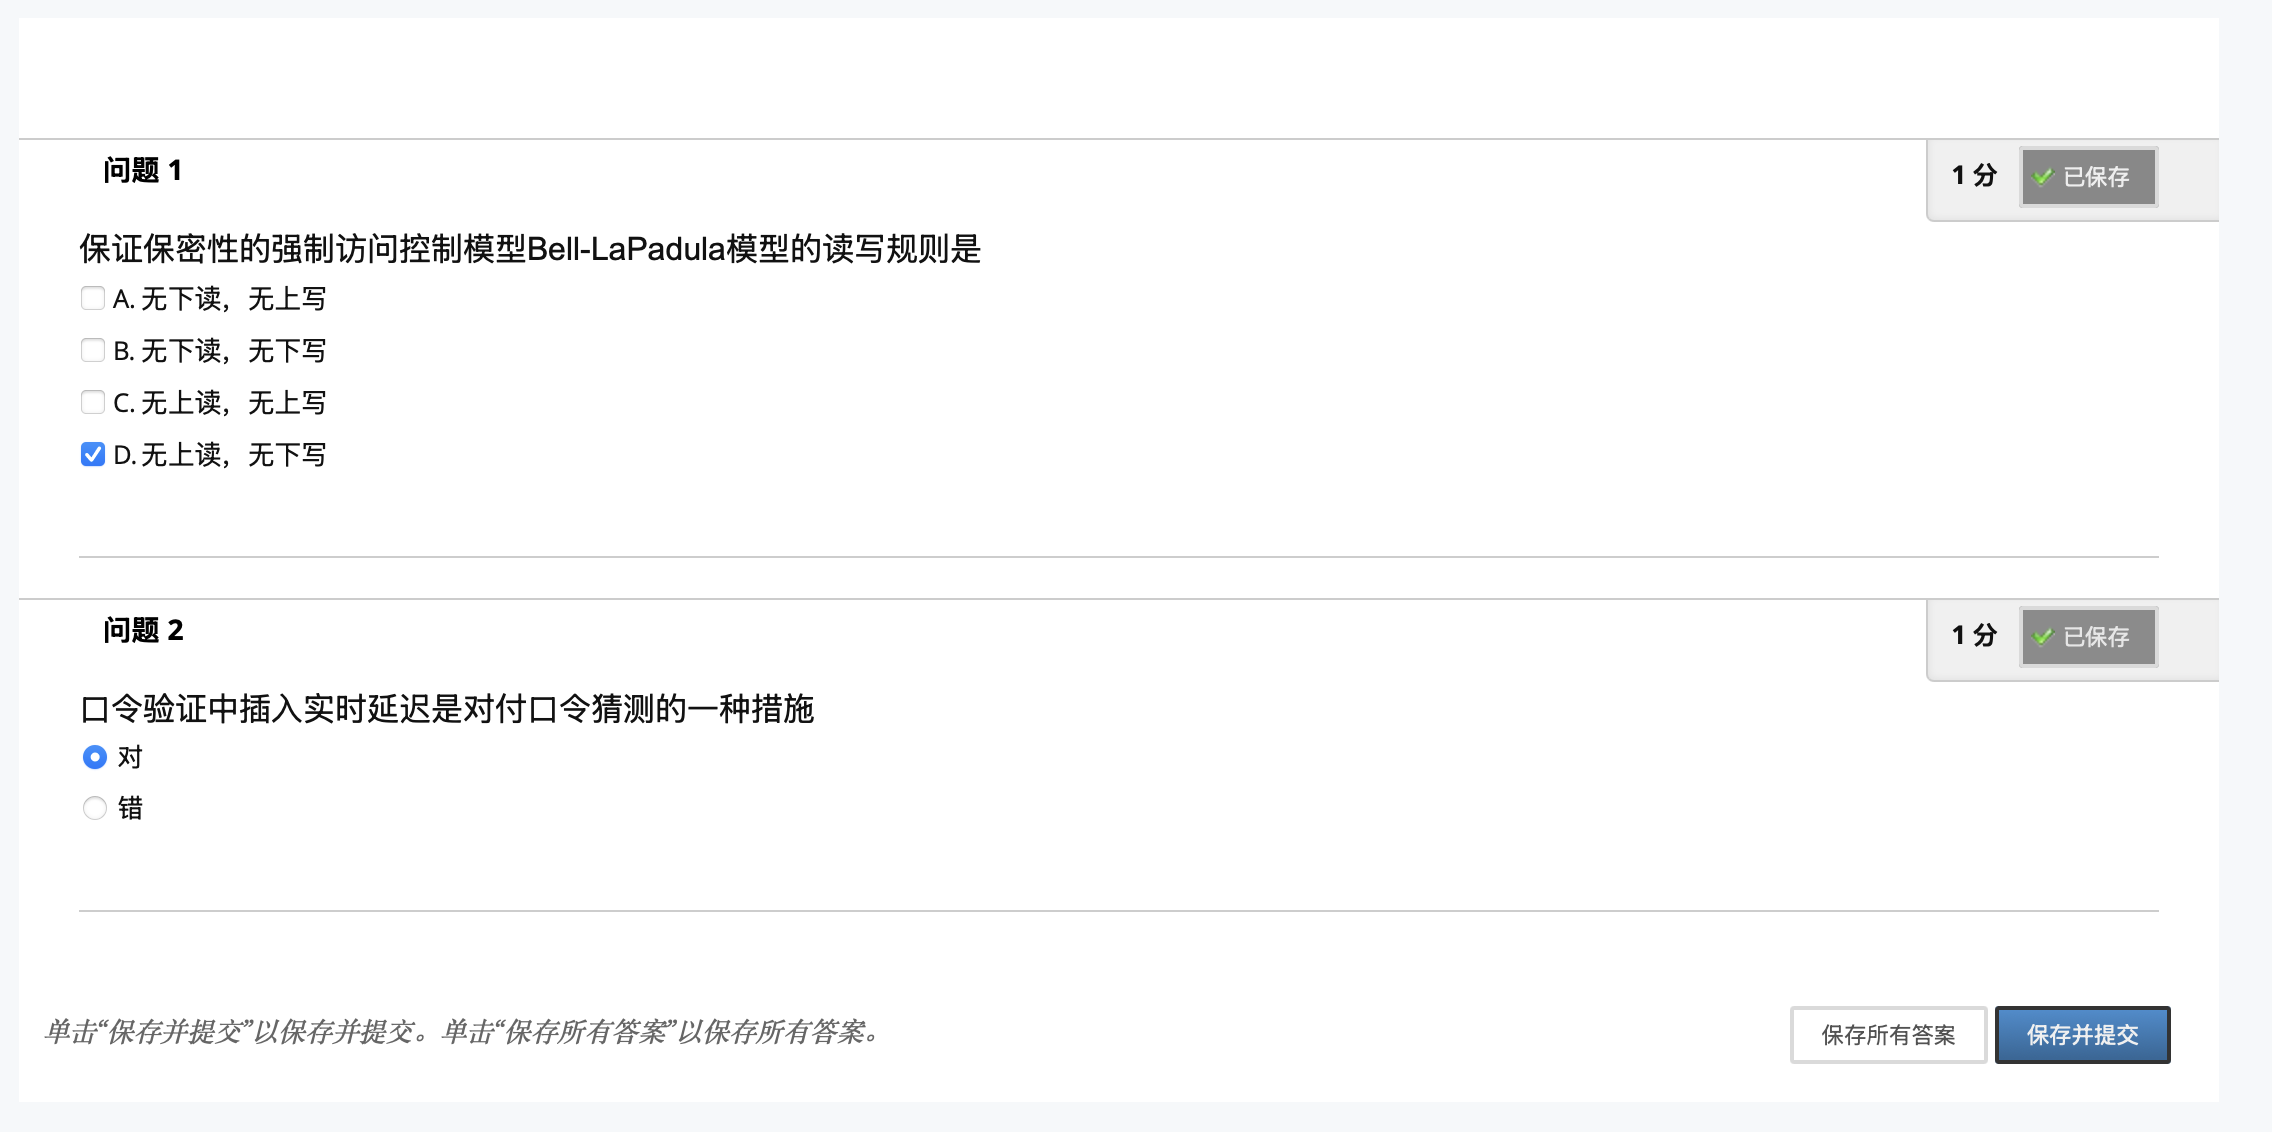 问题 1
1 分
已保存
保证保密性的强制访问控制模型Bell-LaPadula模型的读写规则是
A. 无下读，无上写
B. 无下读，无下写
C. 无上读，无上写
D. 无上读，无下写
问题 2
1 分
已保存
口令验证中插入实时延迟是对付口令猜测的一种措施
对
错
单击“保存并提交”以保存并提交。单击“保存所有答案”以保存所有答案。
保存所有答案
保存并提交